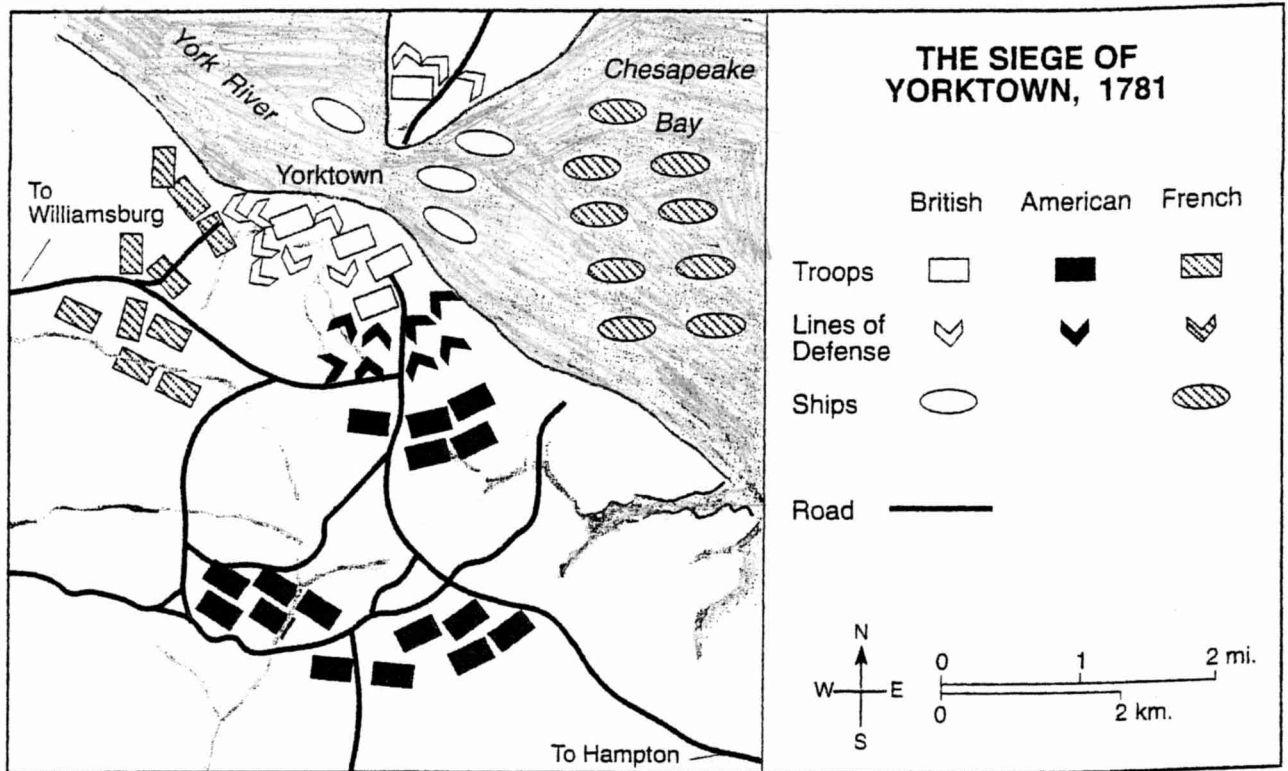 York River
Chesapeake
Bay
Yorktown
To
Williamsburg
To Hampton
THE SIEGE OF
YORKTOWN, 1781
British American French
Troops
Lines of
Defense
Ships
Road
N
W E
S
0 1 2 mi.
0 2 km.